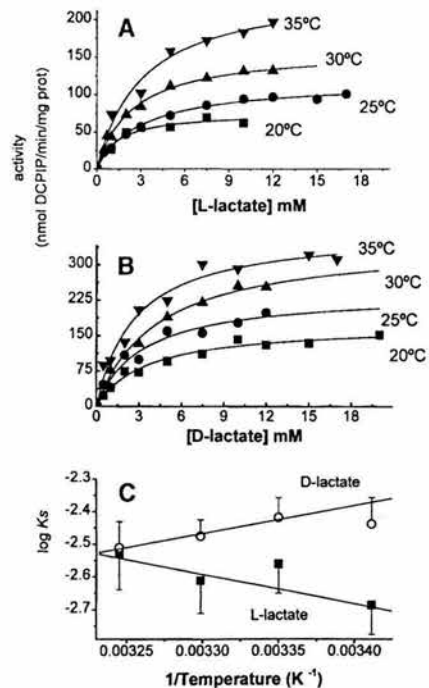 A
activity
(nmol DCPIP/min/mg prot)
200
150
100
50
0
35ºC
30ºC
25ºC
20ºC
0 3 6 9 12 15 18
[L-lactate] mM
B
300
225
150
75
0
35ºC
30ºC
25ºC
20ºC
0 3 6 9 12 15 18
[D-lactate] mM
C
log Ks
-2.3
-2.4
-2.5
-2.6
-2.7
D-lactate
L-lactate
0.00325 0.00330 0.00335 0.00340
1/Temperature (K⁻¹)